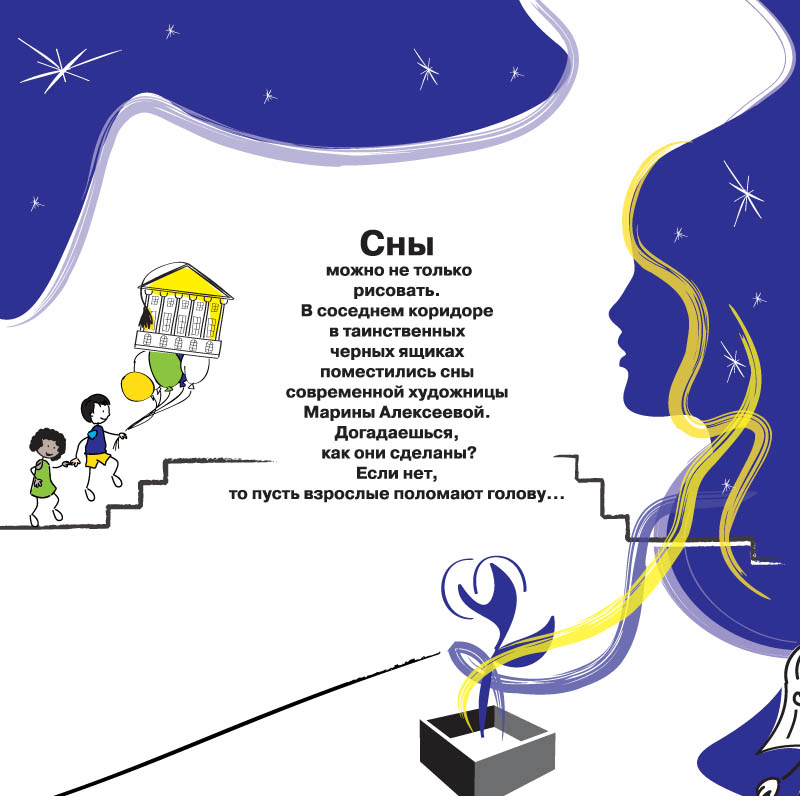 Сны
можно не только
рисовать.
В соседнем коридоре
в таинственных
черных ящиках
поместились сны
современной художницы
Марины Алексеевой.
Догадаешься,
как они сделаны?
Если нет,
то пусть взрослые поломают голову...